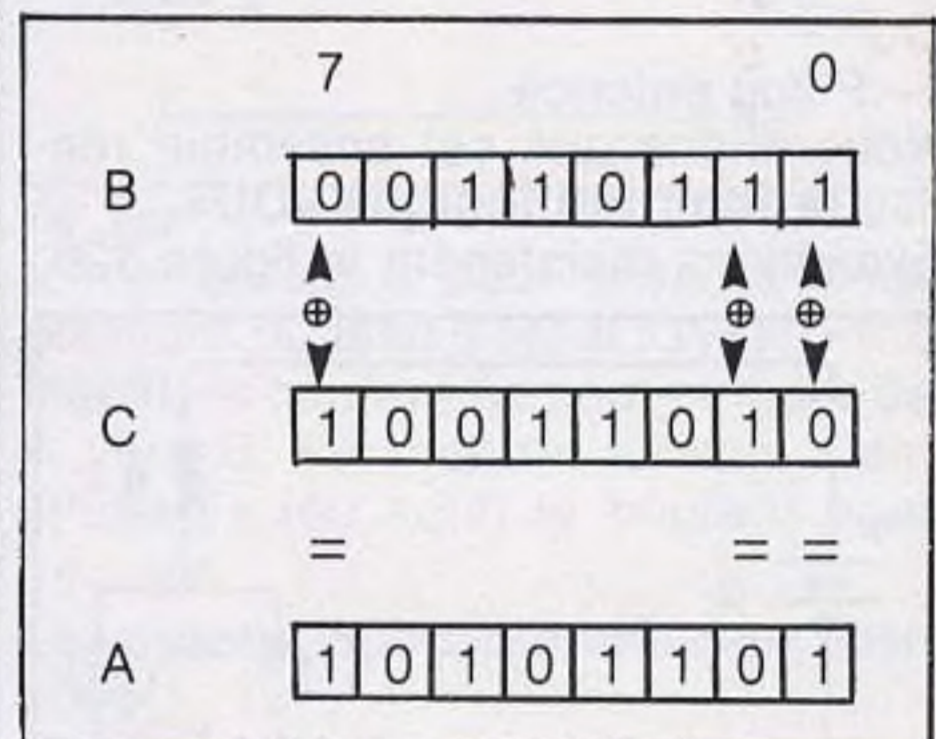 7 0
B 0 0 1 1 0 1 1 1
⊕ ⊕ ⊕
C 1 0 0 1 1 0 1 0
= = =
A 1 0 1 0 1 1 0 1